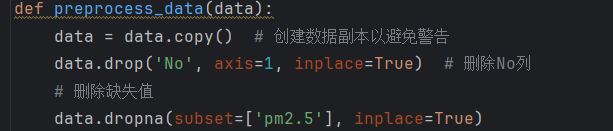 def preprocess_data(data):
    data = data.copy()  # 创建数据副本以避免警告
    data.drop('No', axis=1, inplace=True)  # 删除No列
    # 删除缺失值
    data.dropna(subset=['pm2.5'], inplace=True)